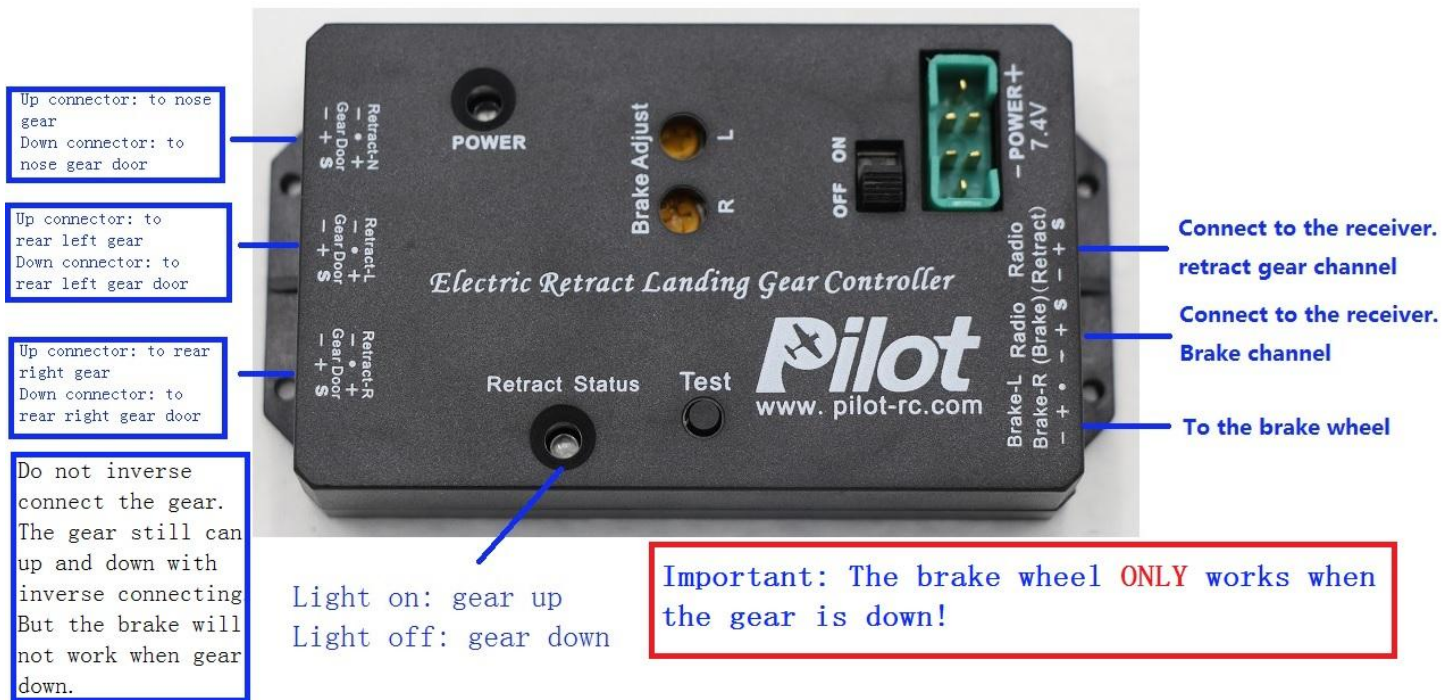 Up connector: to nose
gear
Down connector: to
nose gear door
Up connector: to
rear left gear
Down connector: to
rear left gear door
Up connector: to rear
right gear
Down connector: to
rear right gear door
Do not inverse
connect the gear.
The gear still can
up and down with
inverse connecting
But the brake will
not work when gear
down.
Retract-N
- • +
Gear Door
- + S
Retract-L
- • +
Gear Door
- + S
Retract-R
- • +
Gear Door
- + S
POWER
Brake Adjust
L
R
OFF ON
-POWER+
7.4V
Electric Retract Landing Gear Controller
Pilot
www. pilot-rc.com
Retract Status
Test
Radio
(Retract)
- + S
Radio
(Brake)
- + S
Brake-L
Brake-R
- + • -
Connect to the receiver.
retract gear channel
Connect to the receiver.
Brake channel
To the brake wheel
Light on: gear up
Light off: gear down
Important: The brake wheel ONLY works when
the gear is down!